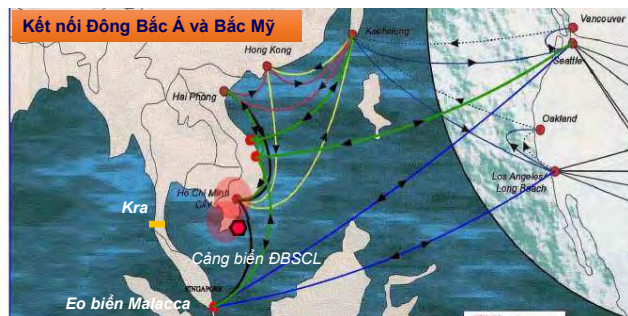 Kết nối Đông Bắc Á và Bắc Mỹ
Kaohsiung
Vancouver
Hong Kong
Seattle
Hai Phong
Oakland
Ho Chi Minh
City
Los Angeles
Long Beach
Kra
Cảng biển ĐBSCL
SINGAPORE
Eo biển Malacca